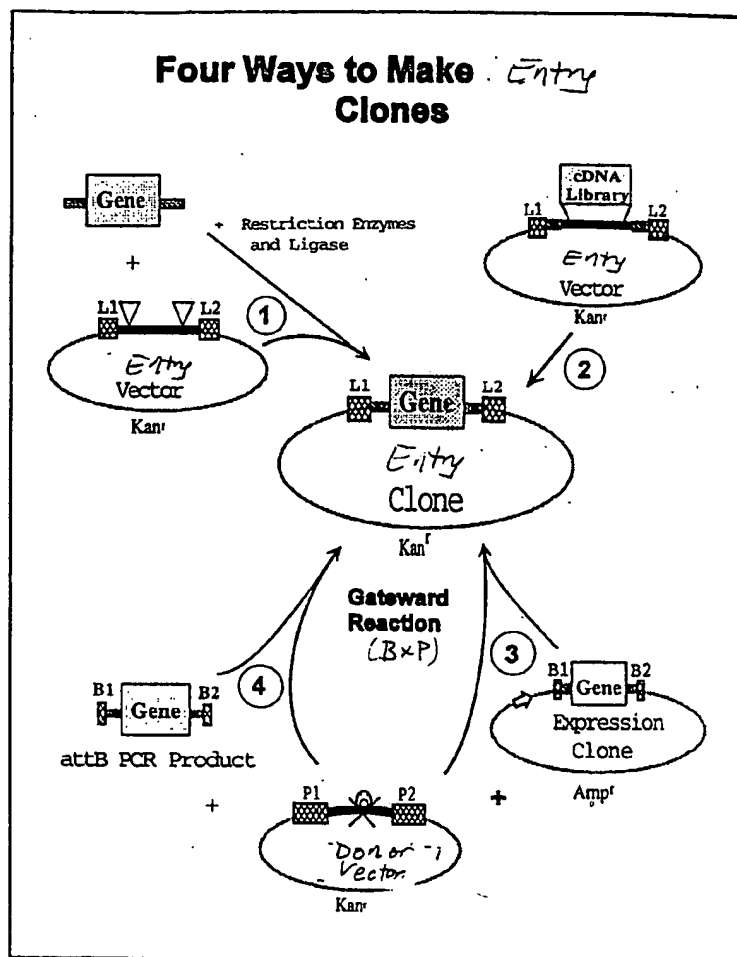 Four Ways to Make Entry
Clones
Gene
+ Restriction Enzymes
and Ligase
+
L1 L2
Entry
Vector
Kanr
1
cDNA
Library
L1 L2
Entry
Vector
Kanr
2
L1 Gene L2
Entry
Clone
Kanr
Gateward
Reaction
(B×P)
4
3
B1 Gene B2
attB PCR Product
+
P1 P2
Donor
Vector
Kanr
+
B1 Gene B2
Expression
Clone
Ampr